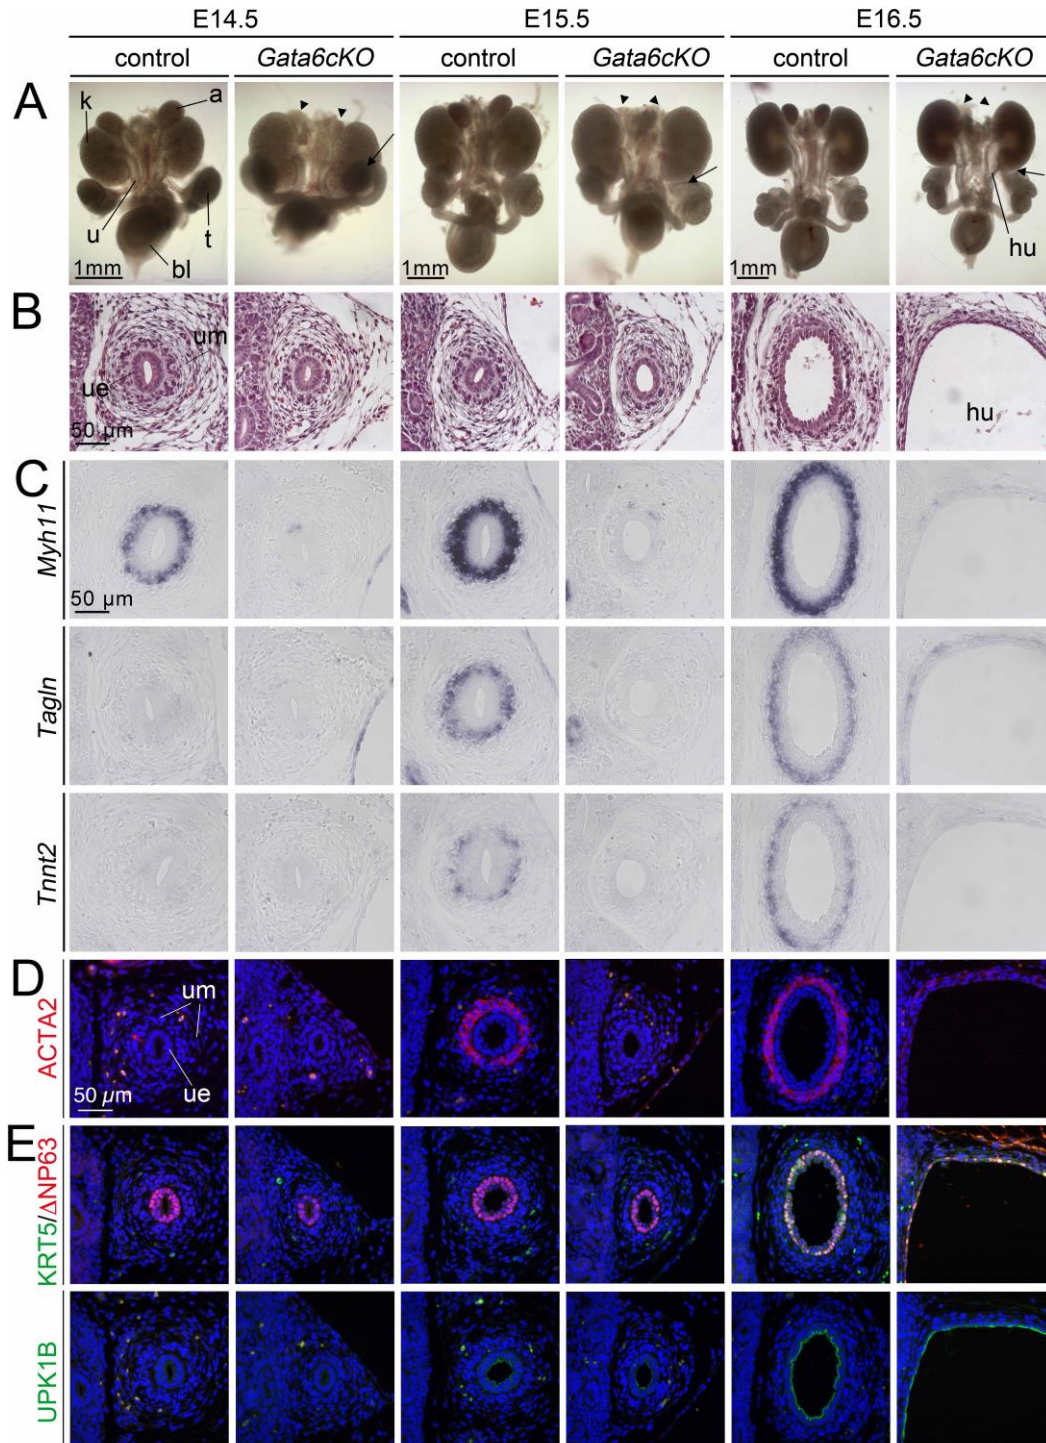 E14.5 E15.5 E16.5
control Gata6cKO control Gata6cKO control Gata6cKO
A
k a
u t
bl
hu
1mm 1mm 1mm
B
um
ue
50 µm
hu
C
Myh11
50 µm
Tagln
Tnnt2
D
ACTA2
um
ue
50 µm
E
KRT5/ΔNP63
UPK1B